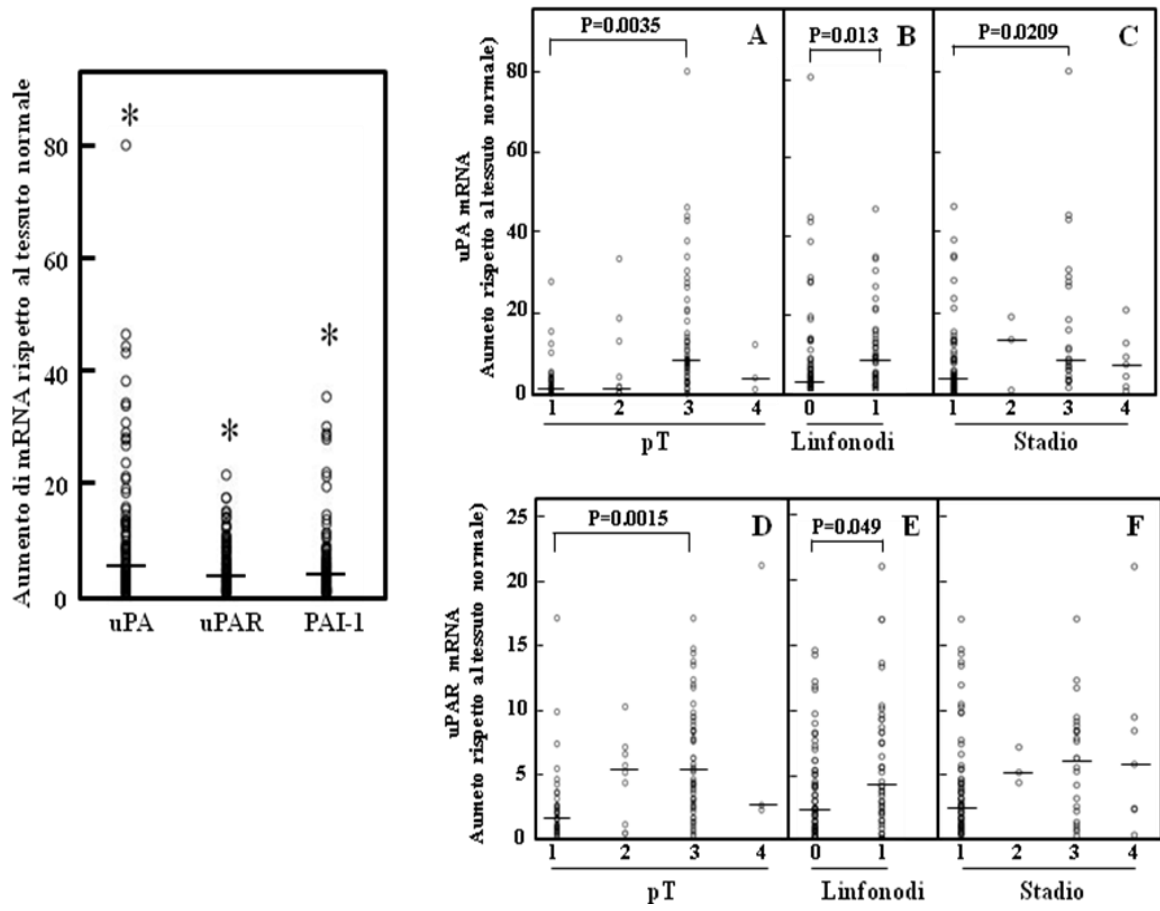 Aumento di mRNA rispetto al tessuto normale
80
60
40
20
0
*
*
*
uPA uPAR PAI-1
uPA mRNA
Aumeto rispetto al tessuto normale)
80
60
40
20
0
P=0.0035 A
P=0.013 B
P=0.0209 C
1 2 3 4
0 1
1 2 3 4
pT Linfonodi Stadio
uPAR mRNA
Aumeto rispetto al tessuto normale)
25
20
15
10
5
0
P=0.0015 D
P=0.049 E
F
1 2 3 4
0 1
1 2 3 4
pT Linfonodi Stadio